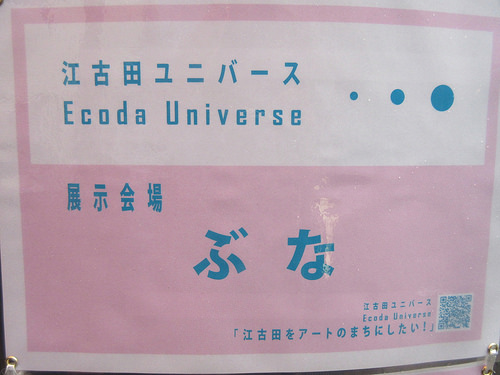 江古田ユニバース
Ecoda Universe
展示会場
ぶな
江古田ユニバース
Ecoda Universe
「江古田をアートのまちにしたい！」